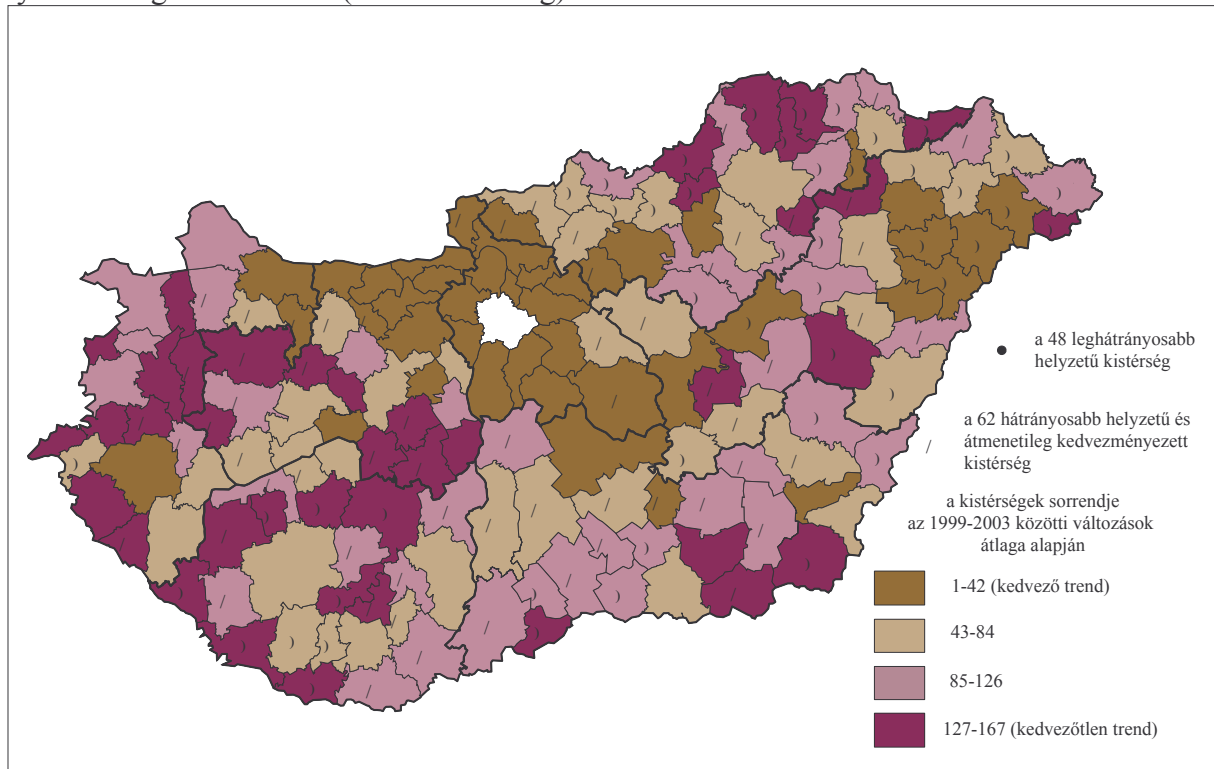 a 48 leghátrányosabb
helyzetű kistérség
a 62 hátrányosabb helyzetű és
átmenetileg kedvezményezett
kistérség
a kistérségek sorrendje
az 1999-2003 közötti változások
átlaga alapján
1-42 (kedvező trend)
43-84
85-126
127-167 (kedvezőtlen trend)